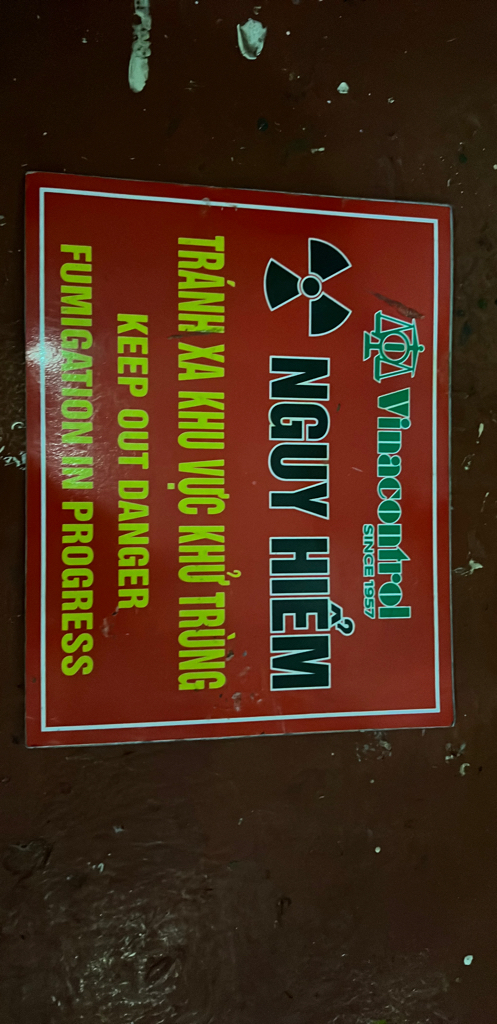 Vinacontrol
SINCE 1957
NGUY HIỂM
TRÁNH XA KHU VỰC KHỬ TRÙNG
KEEP OUT DANGER
FUMIGATION IN PROGRESS